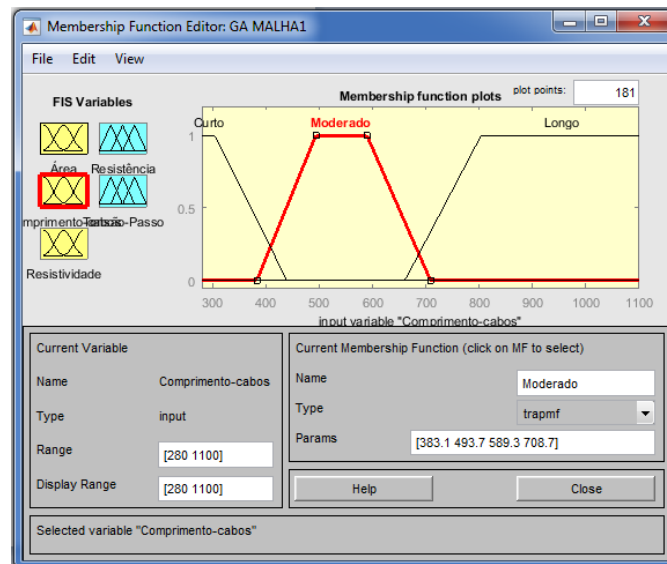 Membership Function Editor: GA MALHA1
File Edit View
FIS Variables
Membership function plots
plot points: 181
Área Resistência
Resistividade
Curto Moderado Longo
1
0.5
0
300 400 500 600 700 800 900 1000 1100
input variable "Comprimento-cabos"
Current Variable
Name Comprimento-cabos
Type input
Range [280 1100]
Display Range [280 1100]
Current Membership Function (click on MF to select)
Name Moderado
Type trapmf
Params [383.1 493.7 589.3 708.7]
Help Close
Selected variable "Comprimento-cabos"